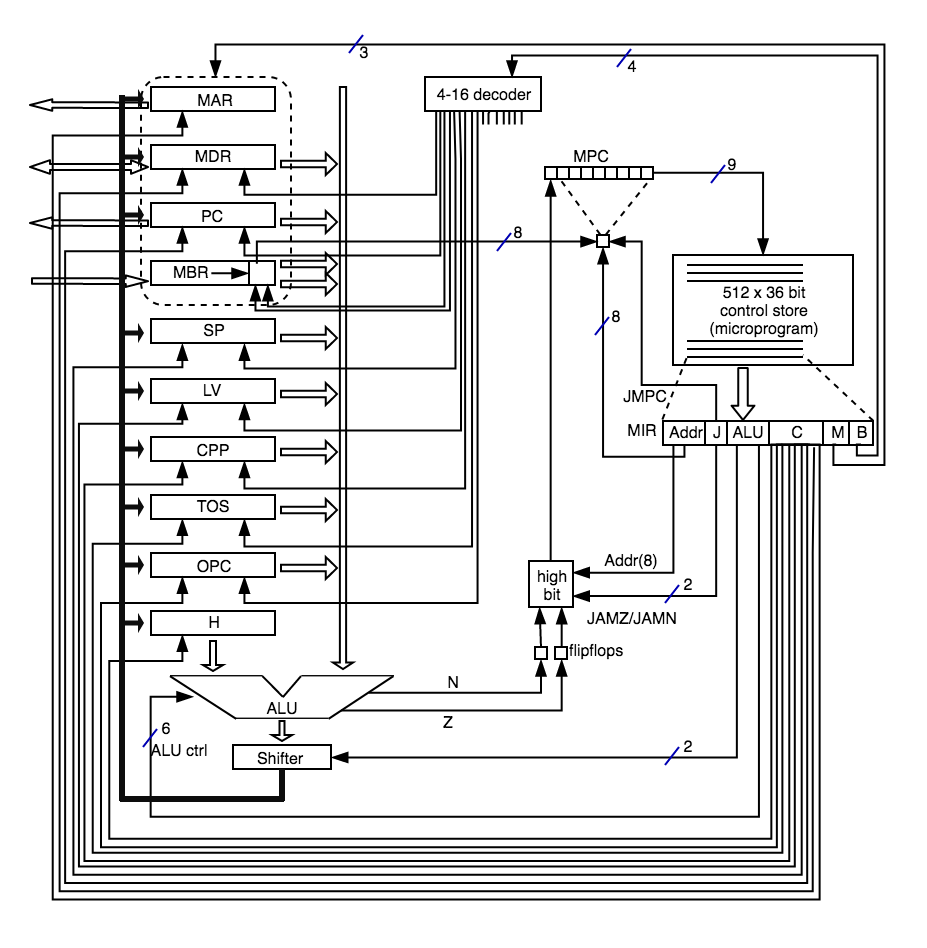 3
4
MAR
4-16 decoder
MDR
MPC
9
PC
8
MBR
512 x 36 bit
control store
(microprogram)
8
SP
LV
JMPC
MIR
Addr
J
ALU
C
M
B
CPP
TOS
OPC
high
bit
Addr(8)
2
JAMZ/JAMN
H
flipflops
N
ALU
Z
6
ALU ctrl
Shifter
2